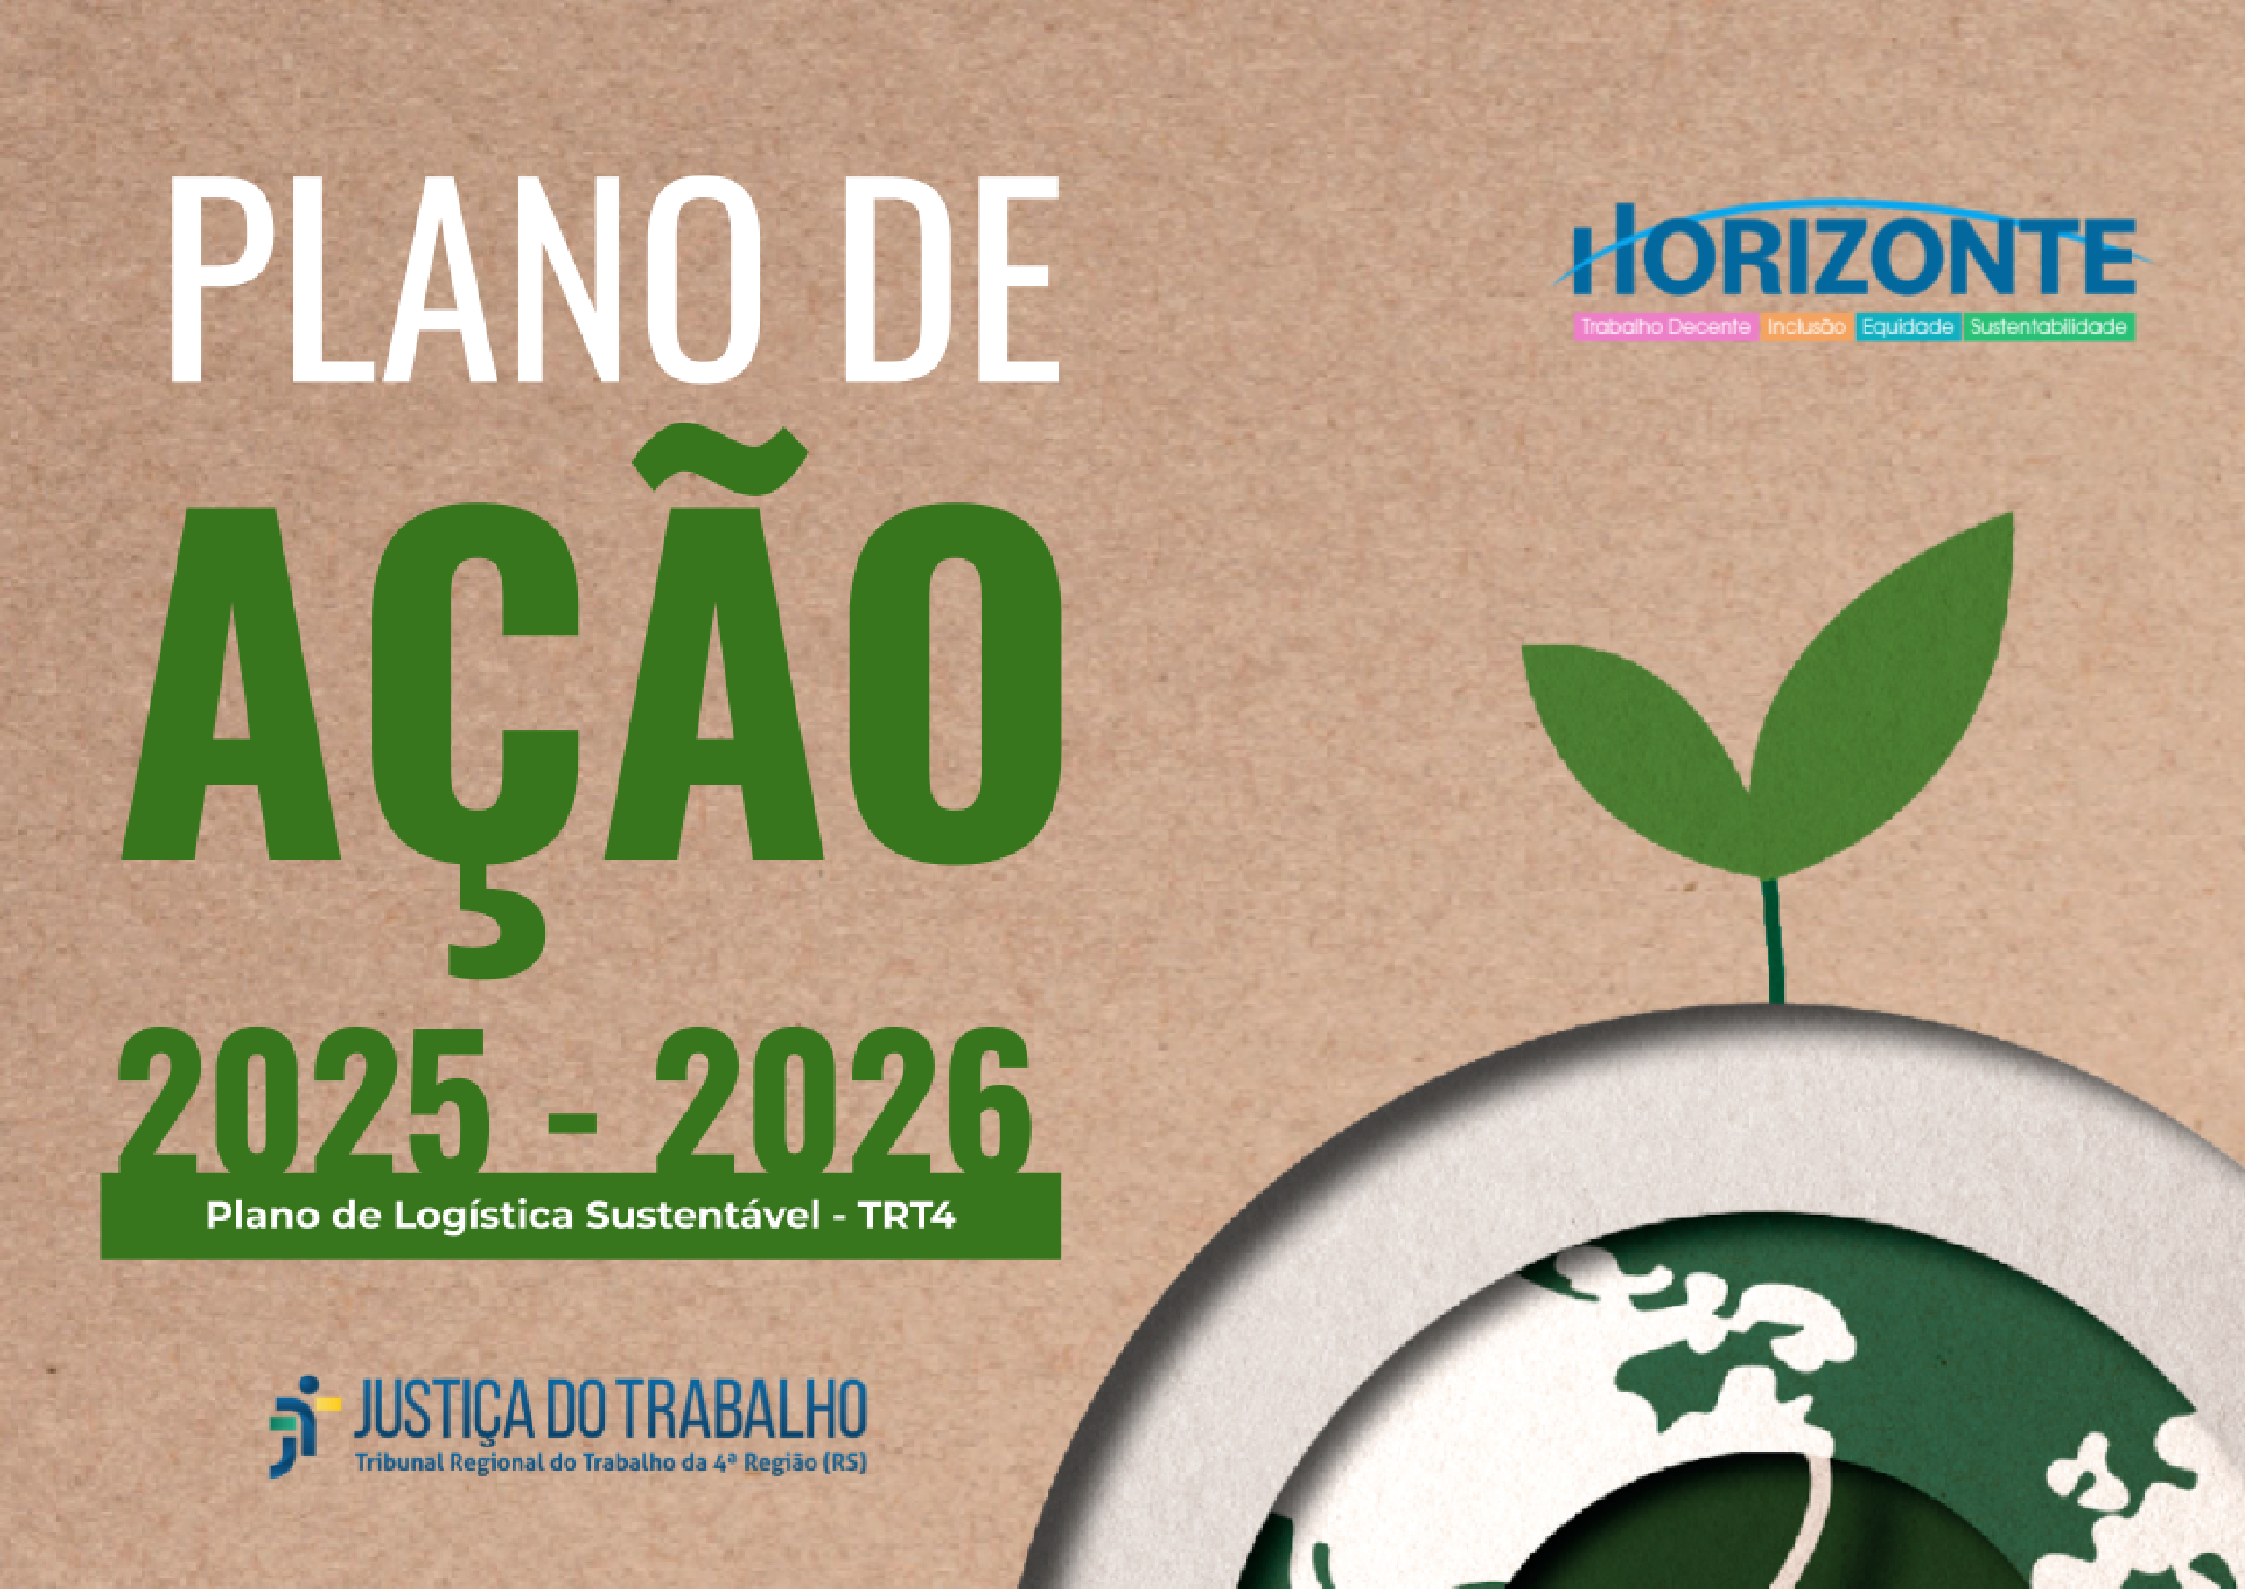 PLANO DE
AÇÃO
2025 - 2026
Plano de Logística Sustentável - TRT4
JUSTIÇA DO TRABALHO
Tribunal Regional do Trabalho da 4ª Região (RS)
HORIZONTE
Trabalho Decente Inclusão Equidade Sustentabilidade